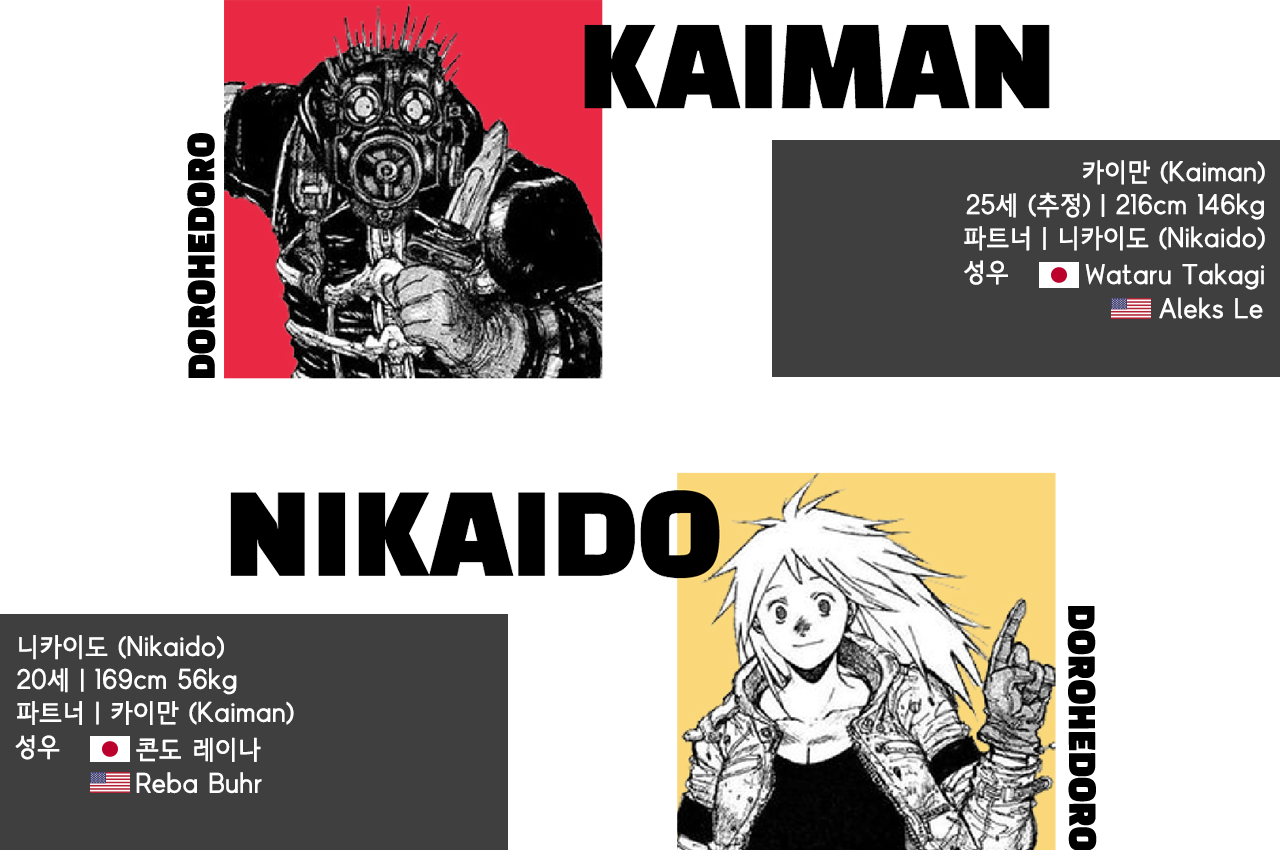 KAIMAN
DOROHEDORO
카이만 (Kaiman)
25세 (추정) | 216cm 146kg
파트너 | 니카이도 (Nikaido)
성우 Wataru Takagi
Aleks Le
NIKAIDO
니카이도 (Nikaido)
20세 | 169cm 56kg
파트너 | 카이만 (Kaiman)
성우 콘도 레이나
Reba Buhr
DOROHEDORO